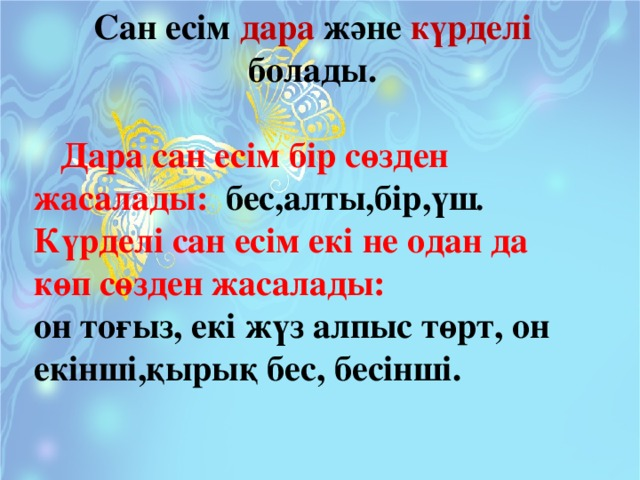 Сан есім дара және күрделі
болады.
Дара сан есім бір сөзден
жасалады: бес,алты,бір,үш.
Күрделі сан есім екі не одан да
көп сөзден жасалады:
он тоғыз, екі жүз алпыс төрт, он
екінші,қырық бес, бесінші.